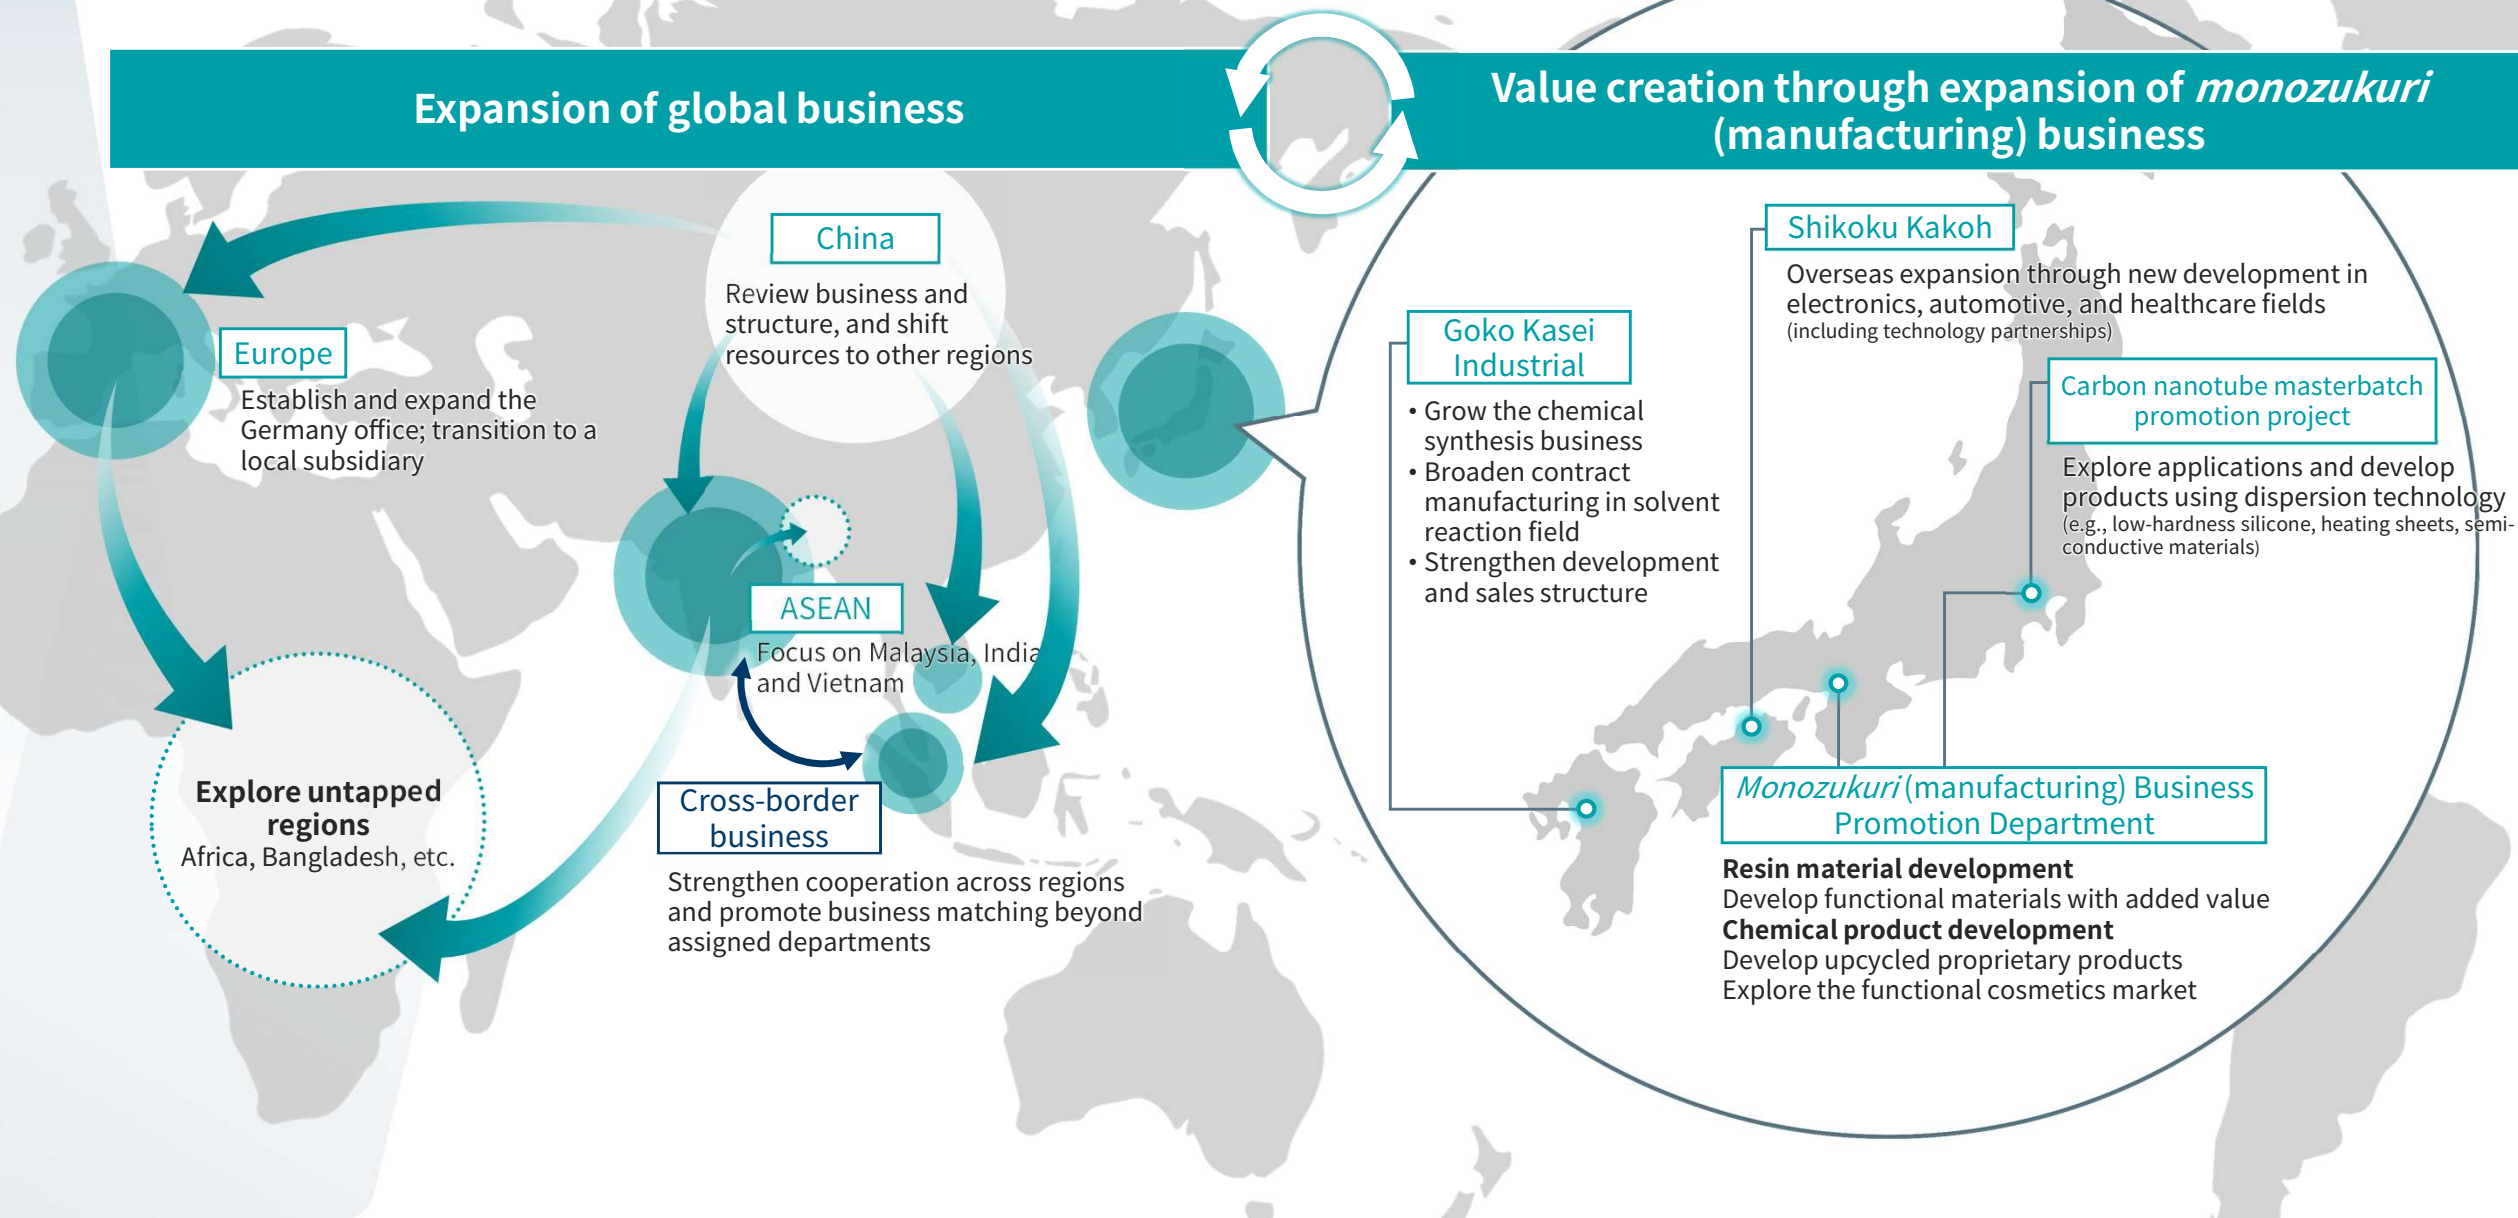 Expansion of global business
Value creation through expansion of monozukuri
(manufacturing) business
China
Review business and
structure, and shift
resources to other regions
Europe
Establish and expand the
Germany office; transition to a
local subsidiary
ASEAN
Focus on Malaysia, India
and Vietnam
Explore untapped
regions
Africa, Bangladesh, etc.
Cross-border
business
Strengthen cooperation across regions
and promote business matching beyond
assigned departments
Shikoku Kakoh
Overseas expansion through new development in
electronics, automotive, and healthcare fields
(including technology partnerships)
Goko Kasei
Industrial
• Grow the chemical
synthesis business
• Broaden contract
manufacturing in solvent
reaction field
• Strengthen development
and sales structure
Carbon nanotube masterbatch
promotion project
Explore applications and develop
products using dispersion technology
(e.g., low-hardness silicone, heating sheets, semi-
conductive materials)
Monozukuri (manufacturing) Business
Promotion Department
Resin material development
Develop functional materials with added value
Chemical product development
Develop upcycled proprietary products
Explore the functional cosmetics market